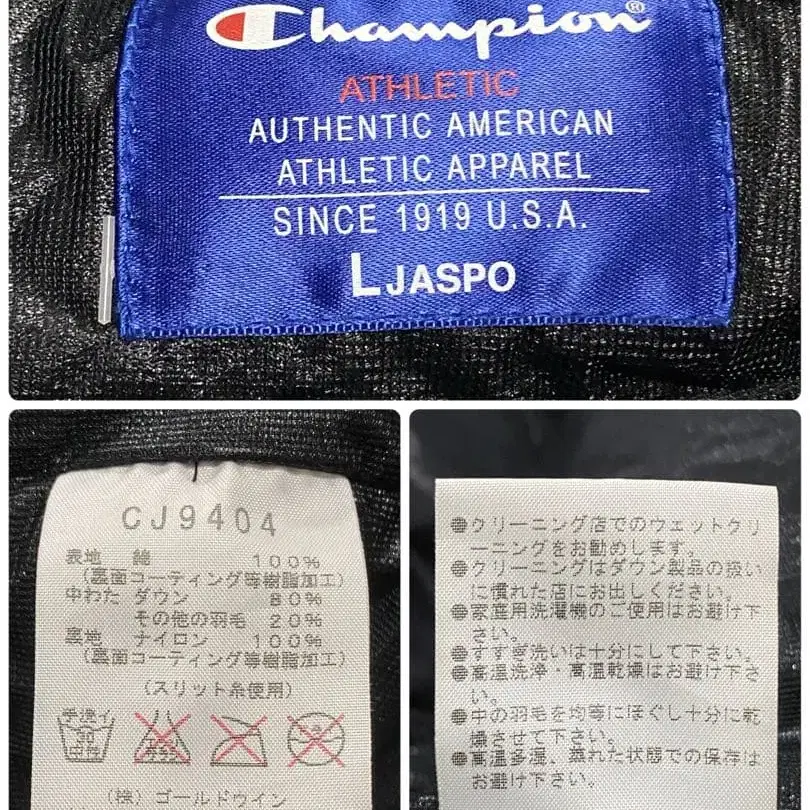 Champion®
ATHLETIC
AUTHENTIC AMERICAN
ATHLETIC APPAREL
SINCE 1919 U.S.A.
L JASPO
CJ9404
表地 綿 100%
(裏面コーティング等樹脂加工)
中わた ダウン 80%
その他の羽毛 20%
裏地 ナイロン 100%
(裏面コーティング等樹脂加工)
(スリット糸使用)
手洗イ
30
中性
ハ
(株)ゴールドウイン
●クリーニング店でのウェットクリ
ーニングをお勧めします。
●クリーニングはダウン製品の扱い
に慣れた店にお出しください。
●家庭用洗濯機のご使用はお避け下
さい。
●すすぎ洗いは十分にして下さい。
●高温洗浄・高温乾燥はお避け下さ
い。
●中の羽毛を均等にほぐし十分に乾
燥させて下さい。
●高温多湿、蒸れた状態での保存は
お避け下さい。